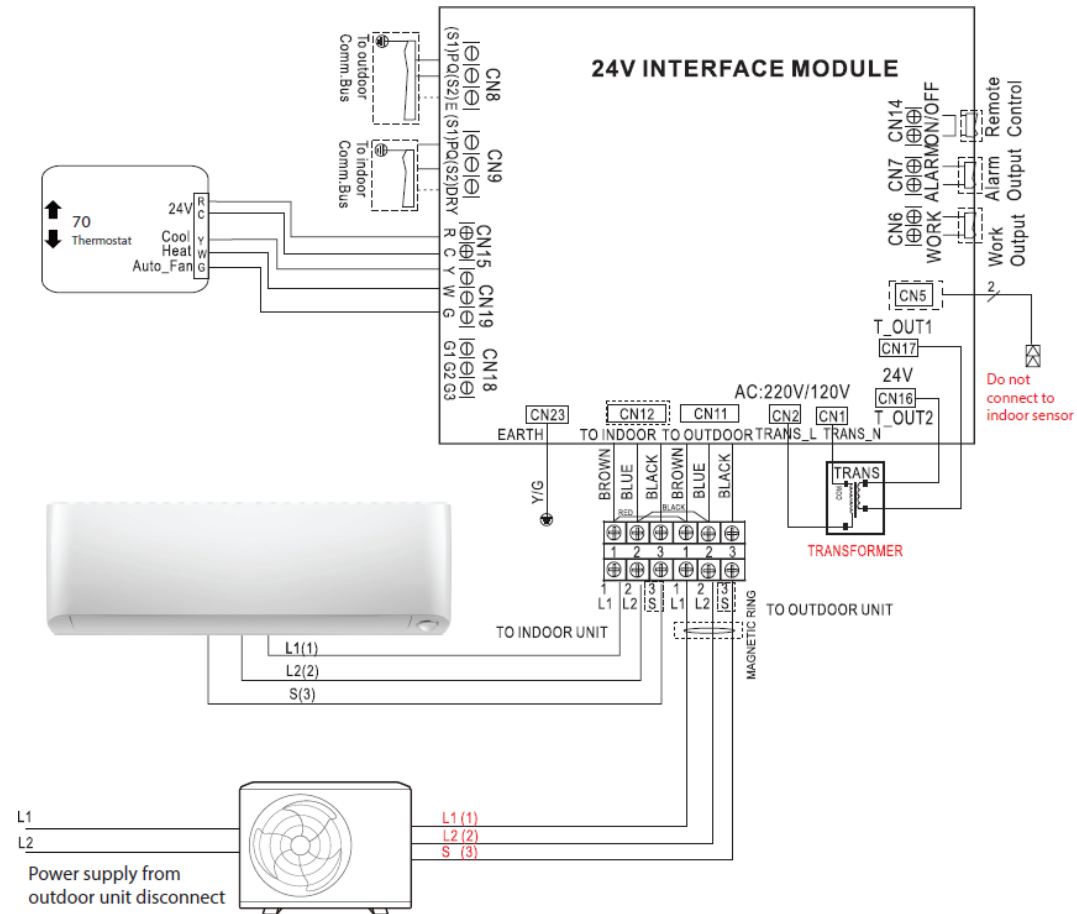 24V INTERFACE MODULE
To outdoor
Comm.Bus
(S1)PQ(S2)E
CN8
To indoor
Comm.Bus
(S1)PQ(S2)DRY
CN9
70
Thermostat
24V
R
C
Cool
Y
Heat
W
Auto_Fan
G
R
C
CN15
Y
W
G
CN19
G1
G2
G3
CN18
CN14
ON/OFF
Remote
Control
CN7
ALARM
Alarm
Output
CN6
WORK
Work
Output
CN5
2
Do not
connect to
indoor sensor
T_OUT1
CN17
24V
CN16
T_OUT2
AC:220V/120V
CN23
CN12
CN11
CN2
CN1
EARTH
TO INDOOR
TO OUTDOOR
TRANS_L
TRANS_N
Y/G
BROWN
BLUE
BLACK
BROWN
BLUE
BLACK
RED
BLACK
TRANS
COM
TRANSFORMER
1 2 3 1 2 3
1 2 3 1 2 3
L1 L2 S L1 L2 S
TO INDOOR UNIT
TO OUTDOOR UNIT
MAGNETIC RING
L1(1)
L2(2)
S(3)
L1
L2
L1 (1)
L2 (2)
S (3)
Power supply from
outdoor unit disconnect